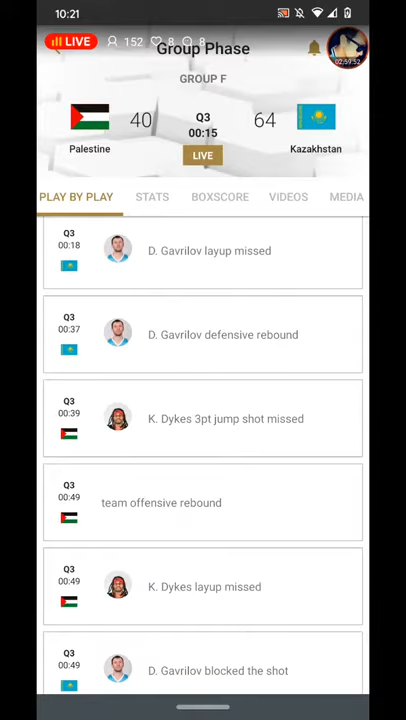 10:21
LIVE 152 8 8
Group Phase
02:59:52
GROUP F
40 Q3 64
00:15
Palestine LIVE Kazakhstan
PLAY BY PLAY STATS BOXSCORE VIDEOS MEDIA
Q3
00:18
D. Gavrilov layup missed
Q3
00:37
D. Gavrilov defensive rebound
Q3
00:39
K. Dykes 3pt jump shot missed
Q3
00:49
team offensive rebound
Q3
00:49
K. Dykes layup missed
Q3
00:49
D. Gavrilov blocked the shot